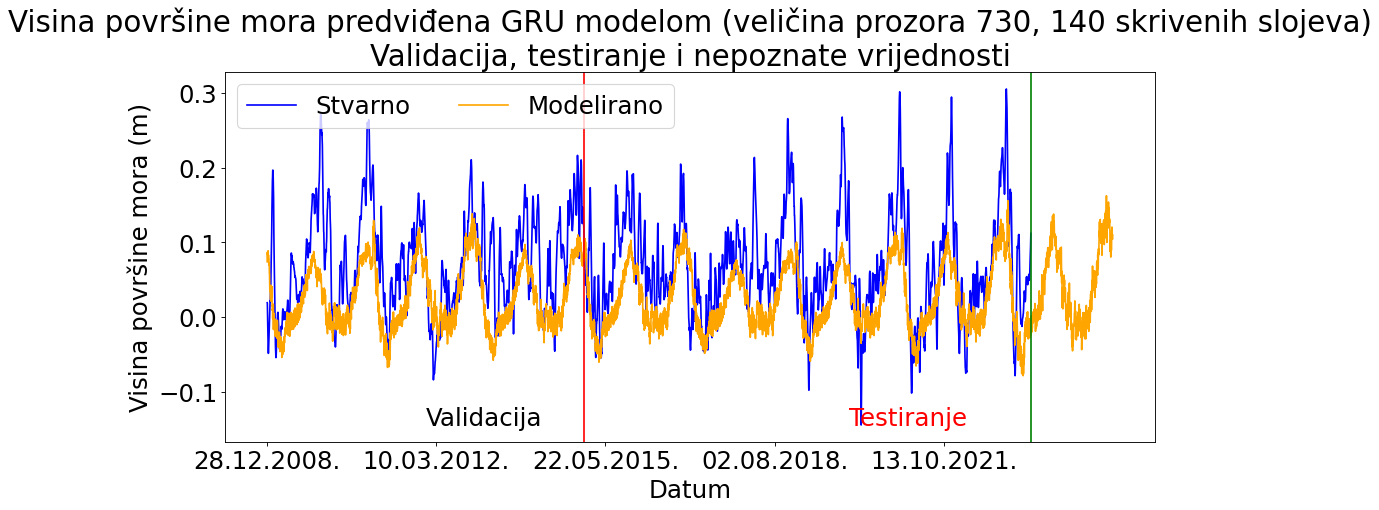 Visina površine mora predviđena GRU modelom (veličina prozora 730, 140 skrivenih slojeva)
Validacija, testiranje i nepoznate vrijednosti
Stvarno
Modelirano
Visina površine mora (m)
0.3
0.2
0.1
0.0
−0.1
Validacija
Testiranje
28.12.2008.
10.03.2012.
22.05.2015.
02.08.2018.
13.10.2021.
Datum